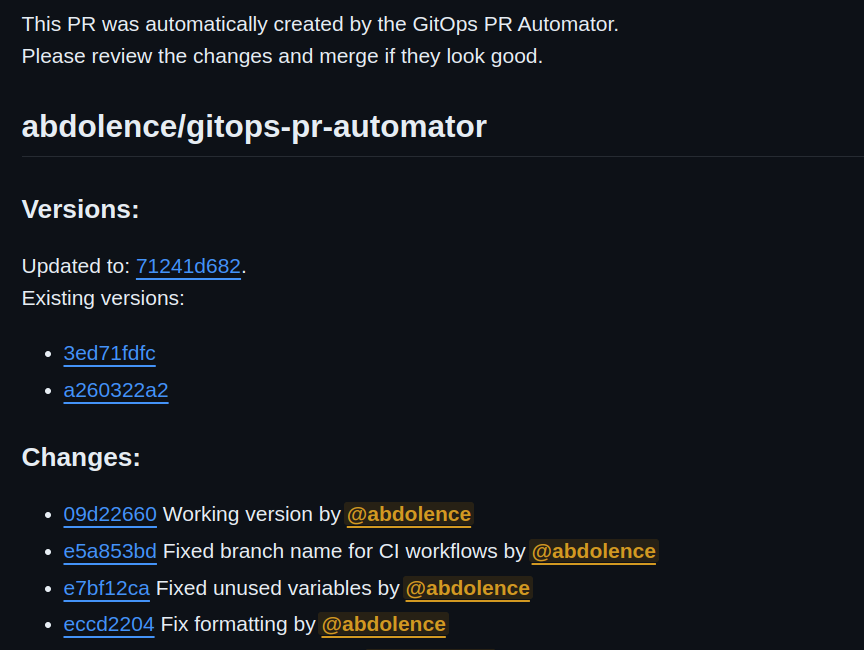 This PR was automatically created by the GitOps PR Automator.
Please review the changes and merge if they look good.
abdolence/gitops-pr-automator
Versions:
Updated to: 71241d682.
Existing versions:
• 3ed71fdfc
• a260322a2
Changes:
• 09d22660 Working version by @abdolence
• e5a853bd Fixed branch name for CI workflows by @abdolence
• e7bf12ca Fixed unused variables by @abdolence
• eccd2204 Fix formatting by @abdolence